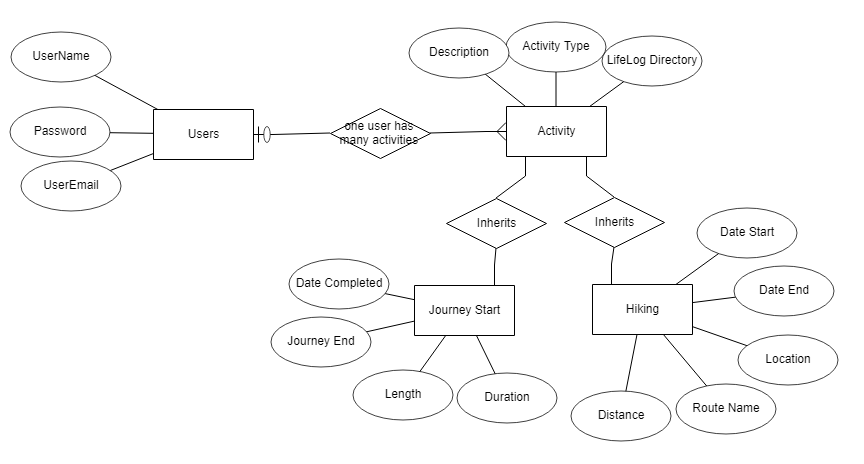 UserName
Description
Activity Type
LifeLog Directory
Password
Users
one user has
many activities
Activity
UserEmail
Inherits
Inherits
Date Start
Date Completed
Date End
Journey Start
Hiking
Journey End
Location
Length
Duration
Distance
Route Name